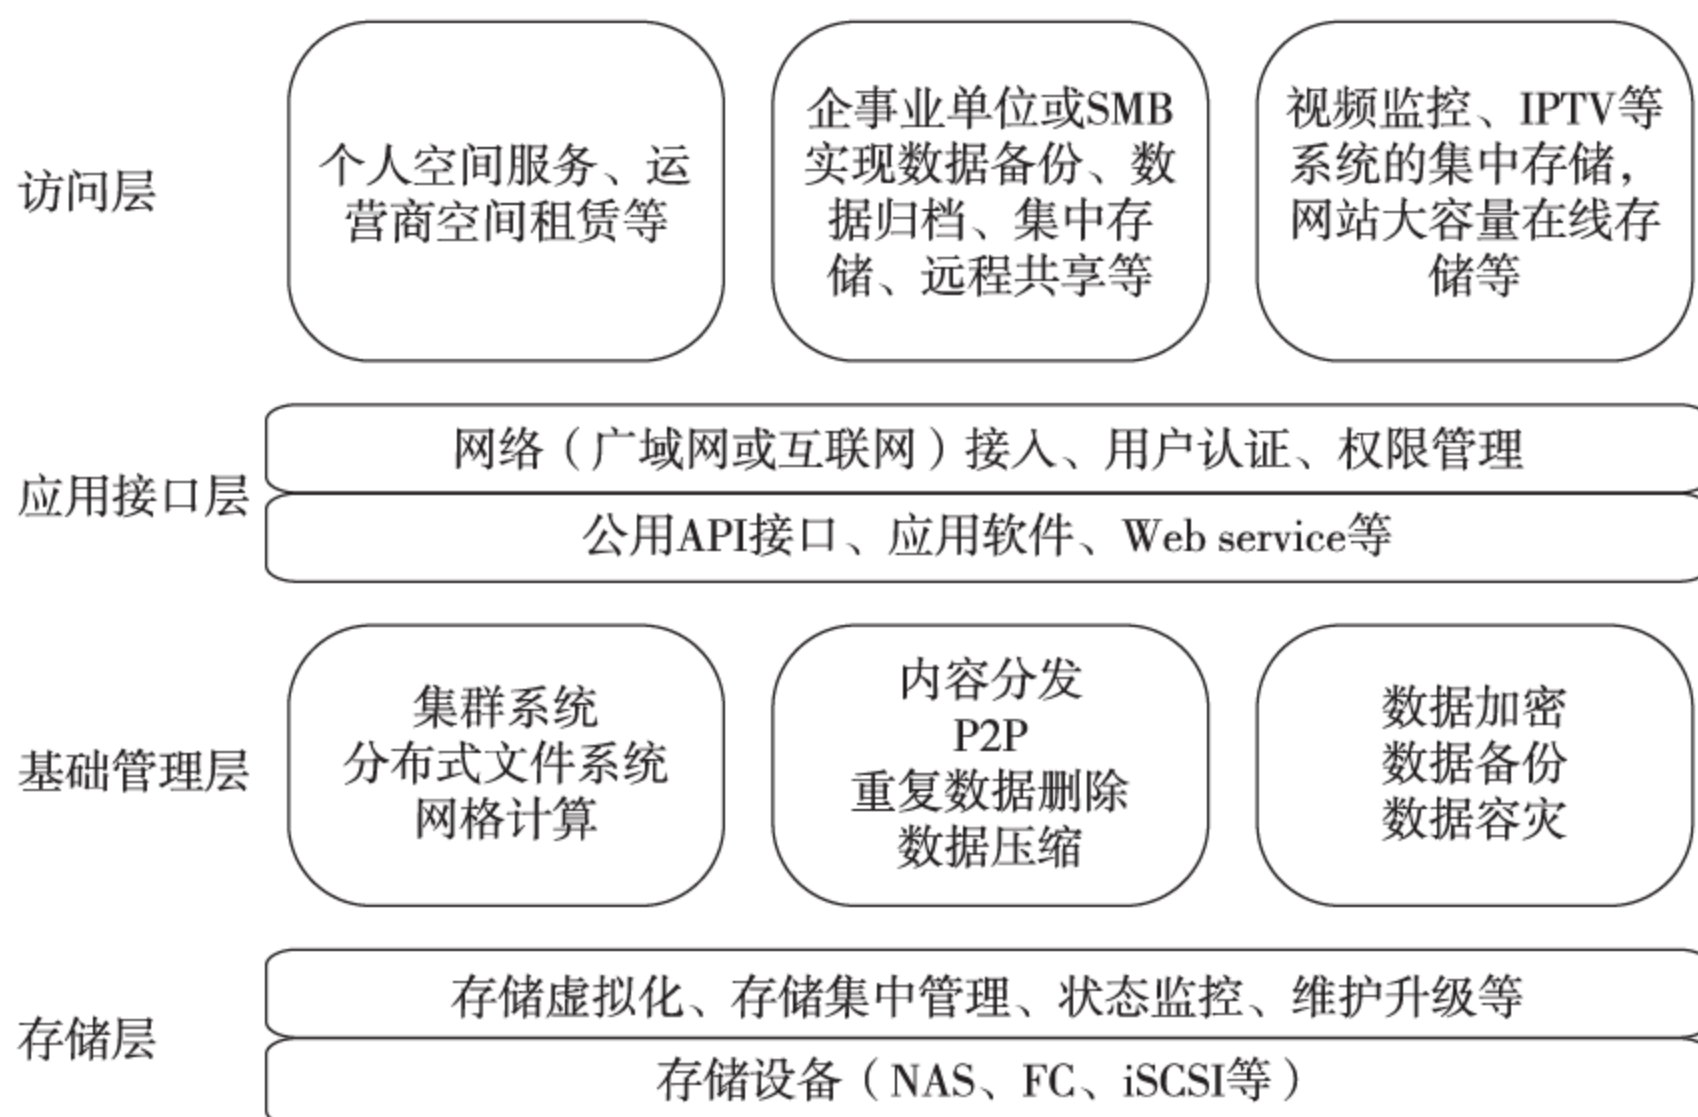 访问层
个人空间服务、运
营商空间租赁等
企事业单位或SMB
实现数据备份、数
据归档、集中存
储、远程共享等
视频监控、IPTV等
系统的集中存储，
网站大容量在线存
储等
应用接口层
网络（广域网或互联网）接入、用户认证、权限管理
公用API接口、应用软件、Web service等
基础管理层
集群系统
分布式文件系统
网格计算
内容分发
P2P
重复数据删除
数据压缩
数据加密
数据备份
数据容灾
存储层
存储虚拟化、存储集中管理、状态监控、维护升级等
存储设备（NAS、FC、iSCSI等）